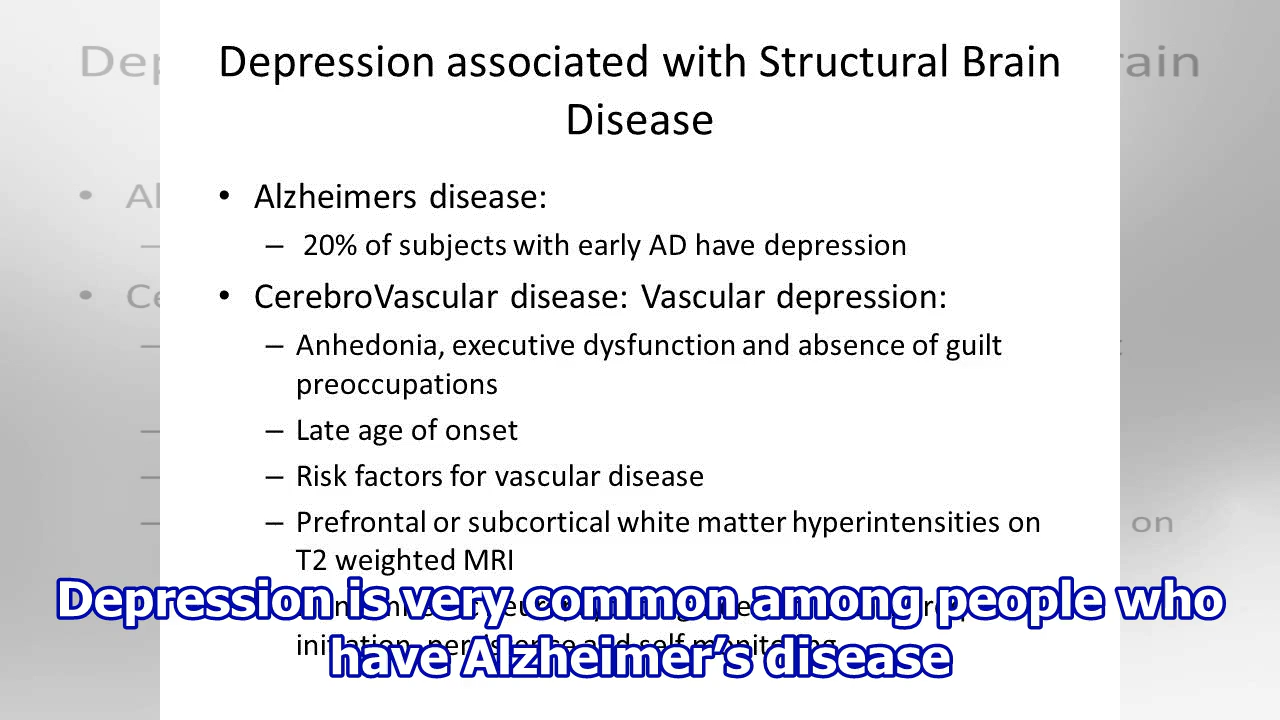 Depression associated with Structural Brain
Disease
• Alzheimers disease:
– 20% of subjects with early AD have depression
• CerebroVascular disease: Vascular depression:
– Anhedonia, executive dysfunction and absence of guilt
preoccupations
– Late age of onset
– Risk factors for vascular disease
– Prefrontal or subcortical white matter hyperintensities on
T2 weighted MRI
and self monitoring
Depression is very common among people who
have Alzheimer's disease